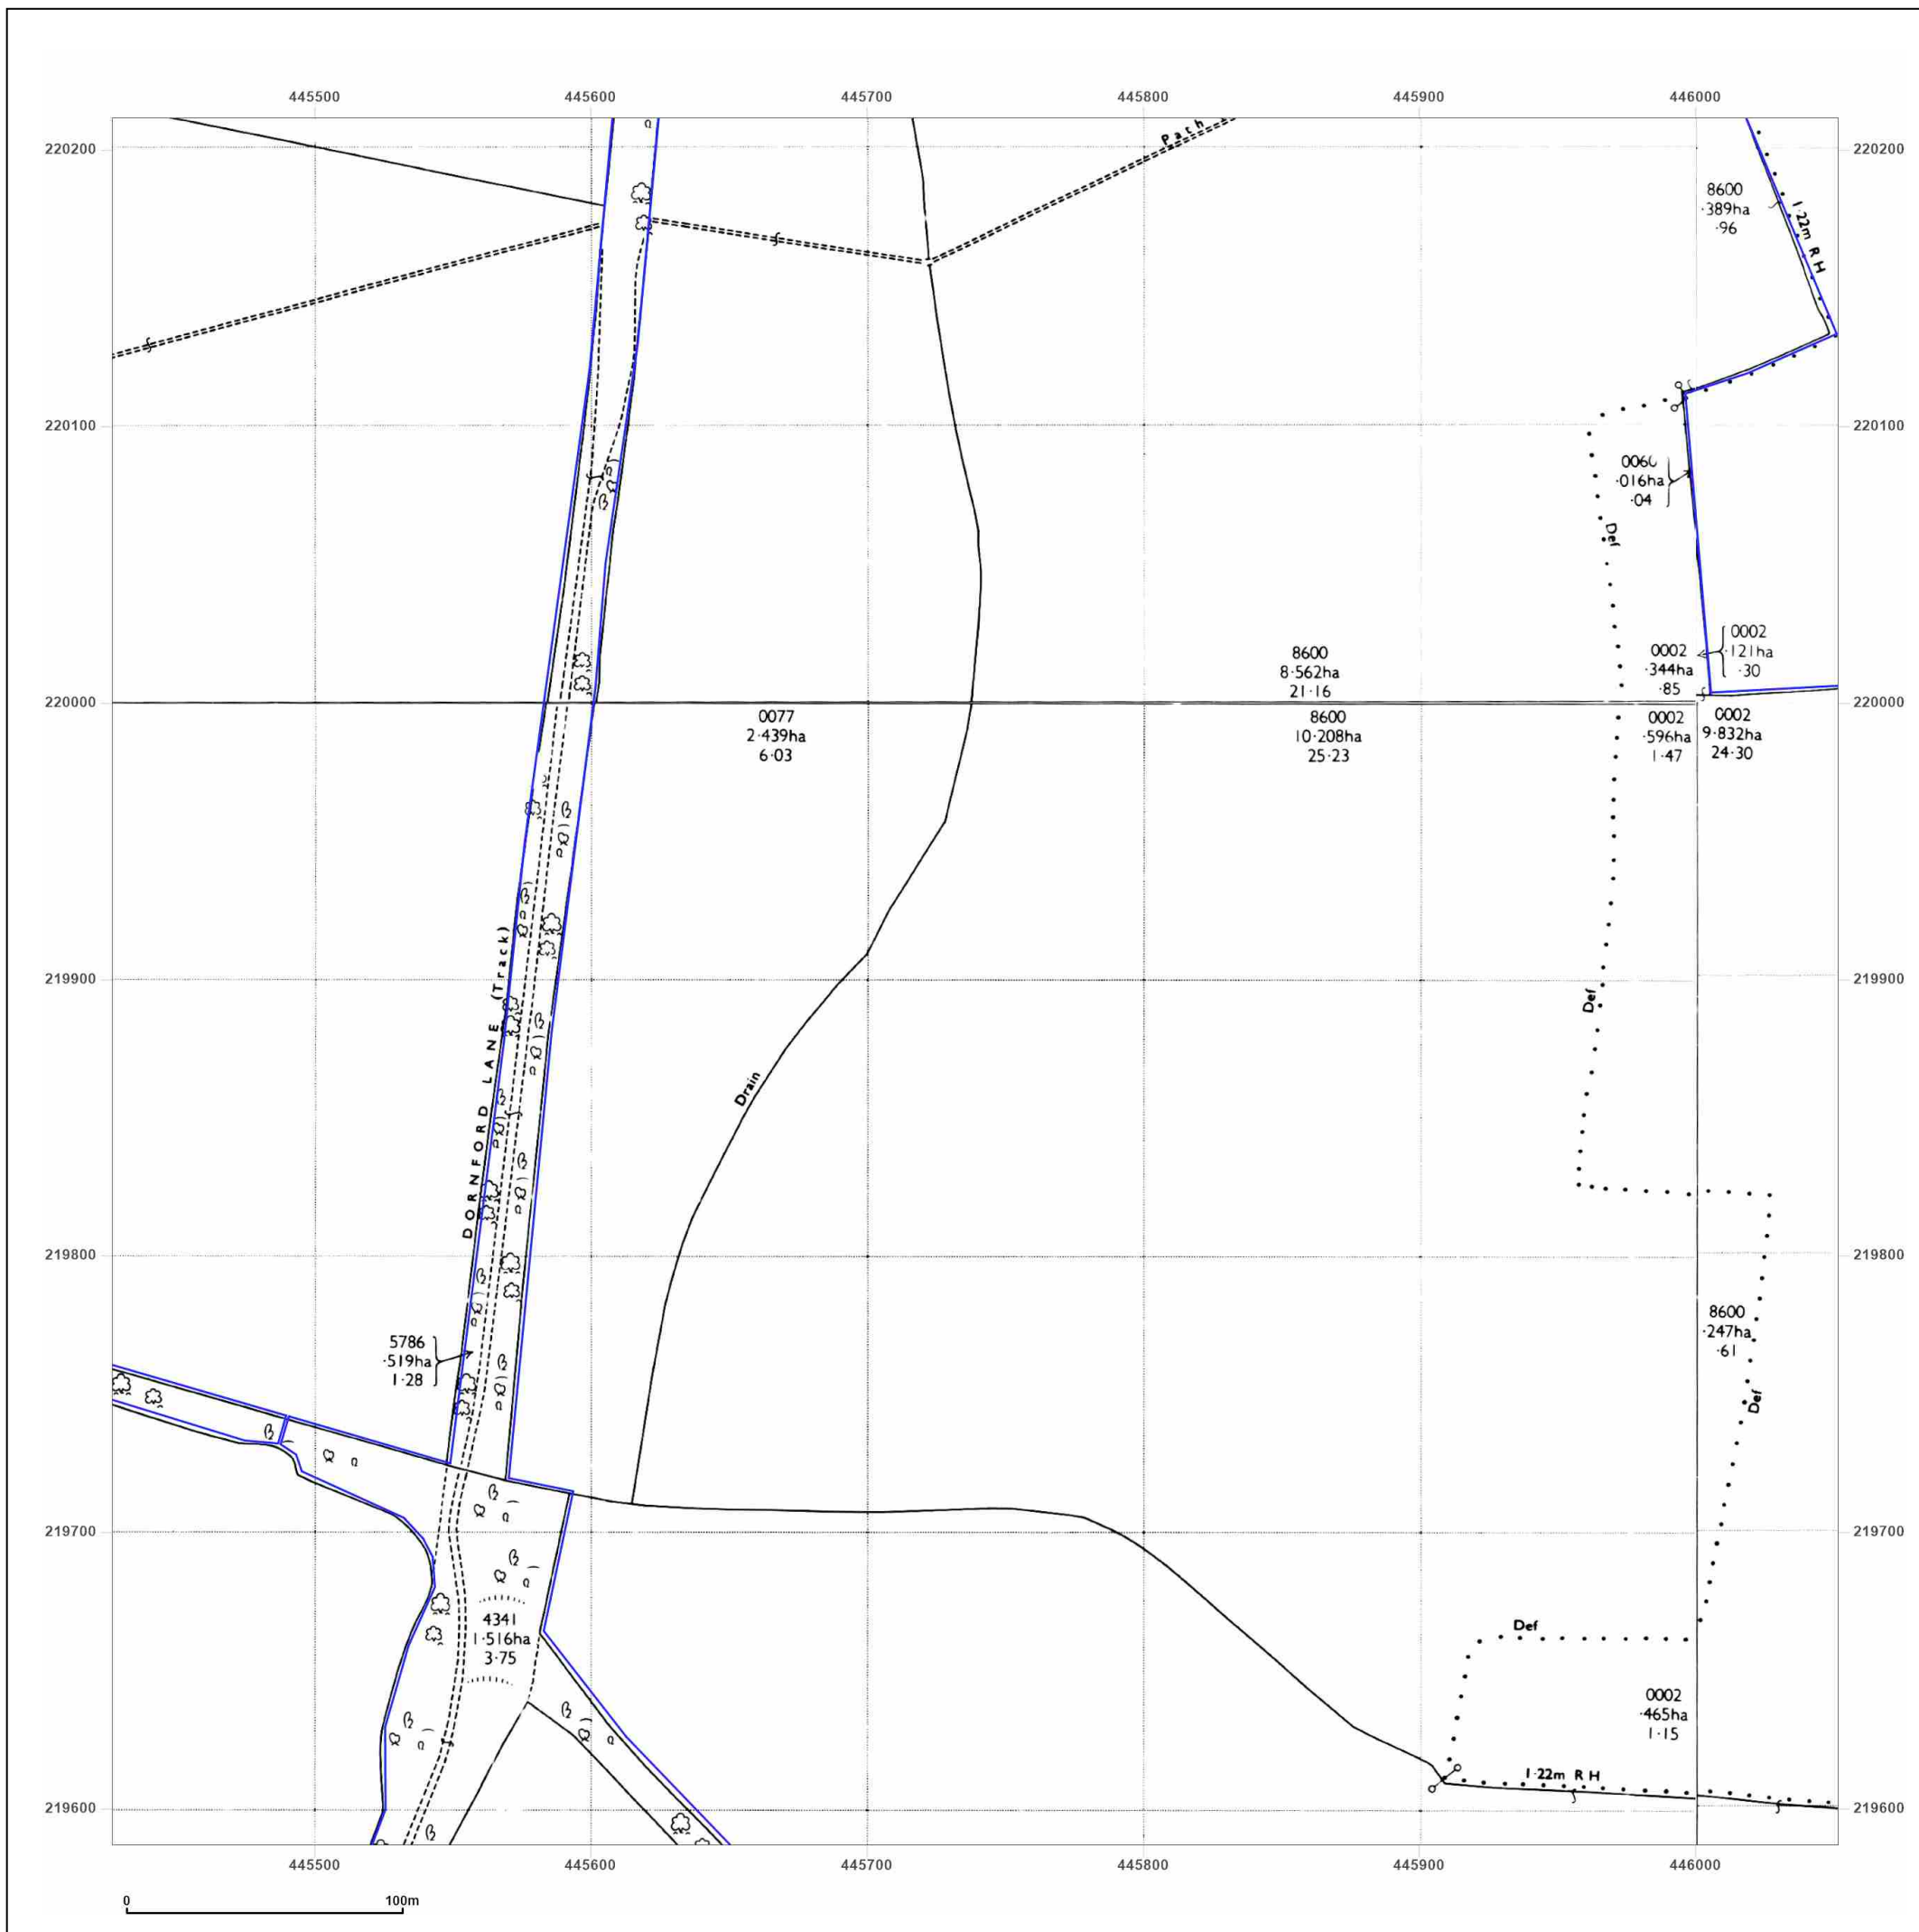 445500 445600 445700 445800 445900 446000
220200 220200
Path
8600
·389ha
·96
1·22m R H
220100 220100
·016ha
·04
Def
0002
·121ha
·30
0002
·344ha
·85
8600
8·562ha
21·16
220000 220000
0077
2·439ha
6·03
8600
10·208ha
25·23
0002
·596ha
1·47
0002
9·832ha
24·30
DORNFORD LANE (Track)
219900 219900
Def
Drain
219800 219800
8600
·247ha
·61
5786
·519ha
1·28
Def
219700 219700
4341
1·516ha
3·75
Def
0002
·465ha
1·15
1·22m R H
219600 219600
445500 445600 445700 445800 445900 446000
0 100m